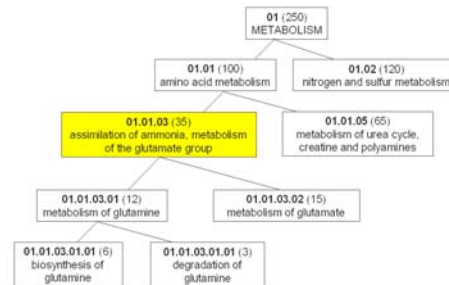 01 (250)
METABOLISM
01.01 (100)
amino acid metabolism
01.02 (120)
nitrogen and sulfur metabolism
01.01.03 (35)
assimilation of ammonia, metabolism
of the glutamate group
01.01.05 (65)
metabolism of urea cycle,
creatine and polyamines
01.01.03.01 (12)
metabolism of glutamine
01.01.03.02 (15)
metabolism of glutamate
01.01.03.01.01 (6)
biosynthesis of
glutamine
01.01.03.01.01 (3)
degradation of
glutamine